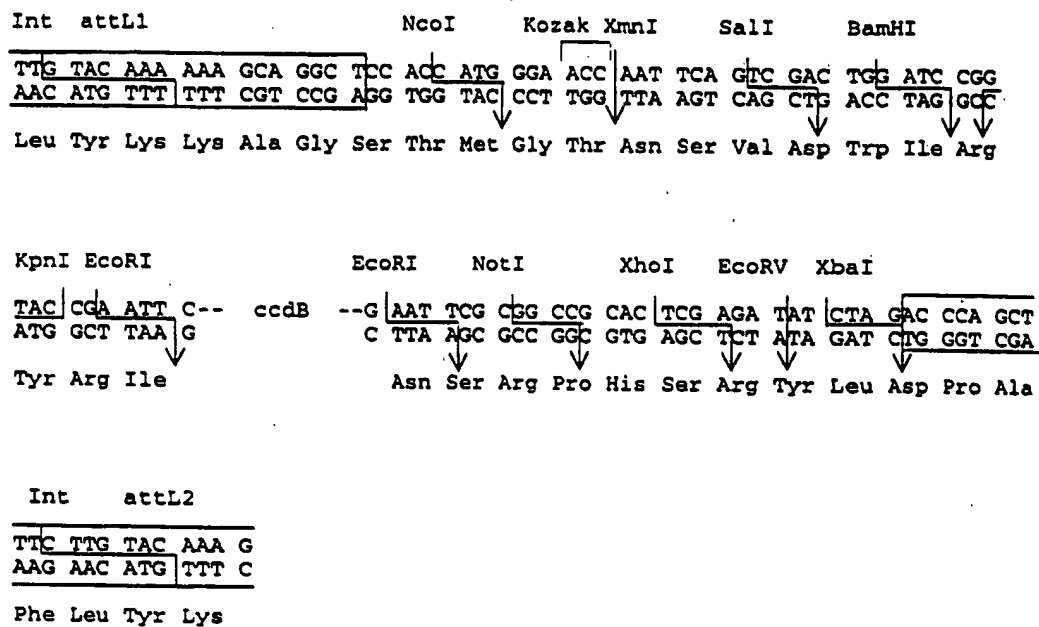 Int attL1 NcoI Kozak XmnI SalI BamHI
TTG TAC AAA AAA GCA GGC TCC ACC ATG GGA ACC AAT TCA GTC GAC TGG ATC CGG
AAC ATG TTT TTT CGT CCG AGG TGG TAC CCT TGG TTA AGT CAG CTG ACC TAG GCC
Leu Tyr Lys Lys Ala Gly Ser Thr Met Gly Thr Asn Ser Val Asp Trp Ile Arg
KpnI EcoRI EcoRI NotI XhoI EcoRV XbaI
TAC CGA ATT C-- ccdB --G AAT TCG CGG CCG CAC TCG AGA TAT CTAG ACC CA GCT
ATG GCT TAA G C TTA AGC GCC GGC GTG AGC TCT ATA GAT CTG GGT CGA
Tyr Arg Ile Asn Ser Arg Pro His Ser Arg Tyr Leu Asp Pro Ala
Int attL2
TTC TTG TAC AAA G
AAG AAC ATG TTT C
Phe Leu Tyr Lys